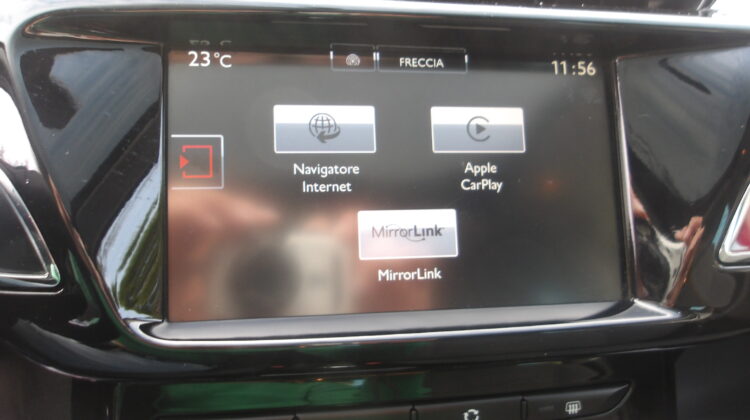 23°C
FRECCIA
11:56
Navigatore
Internet
Apple
CarPlay
MirrorLink
MirrorLink